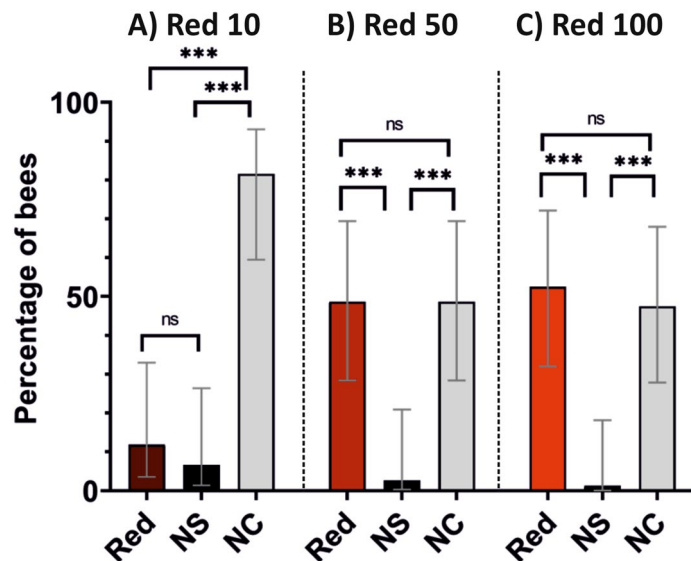 A) Red 10
B) Red 50
C) Red 100
***
***
ns
ns
***
***
ns
***
***
Percentage of bees
100
50
0
Red
NS
NC
Red
NS
NC
Red
NS
NC